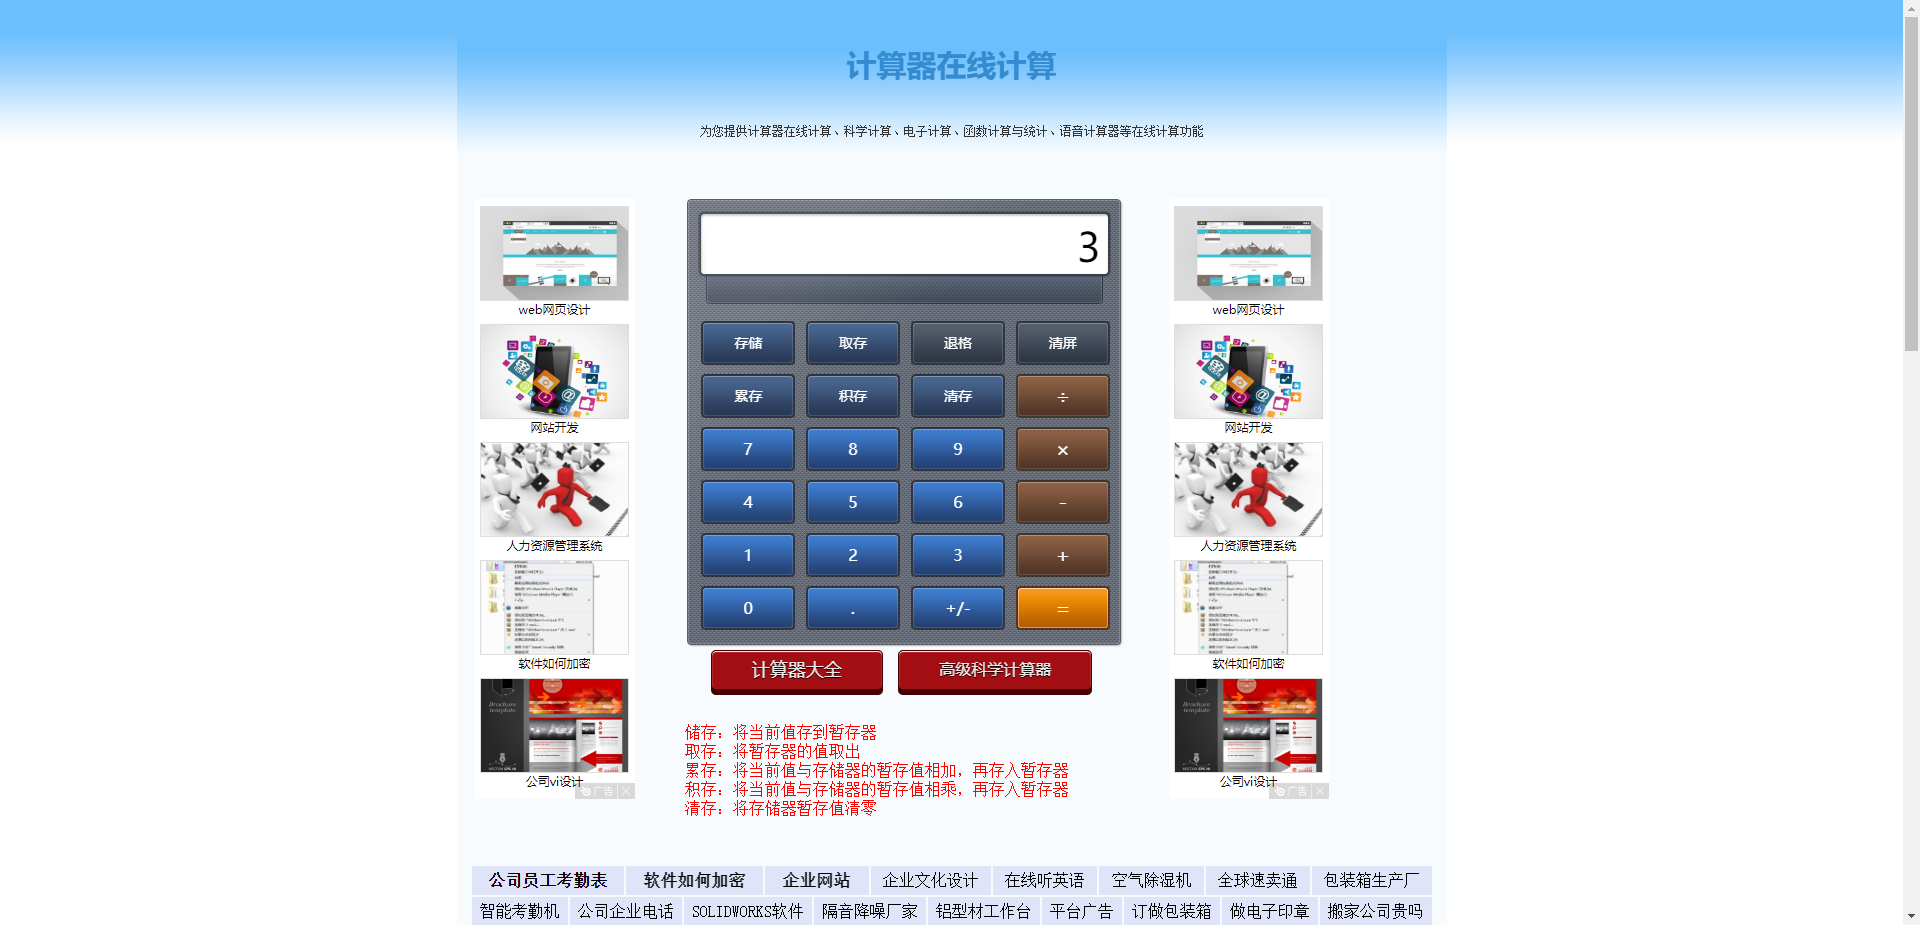 计算器在线计算
为您提供计算器在线计算、科学计算、电子计算、函数计算与统计、语音计算器等在线计算功能
web网页设计
网站开发
人力资源管理系统
软件如何加密
公司vi设计
广告
3
存储 取存 退格 清屏
累存 积存 清存 ÷
7 8 9 ×
4 5 6 -
1 2 3 +
0 . +/- =
计算器大全 高级科学计算器
储存：将当前值存到暂存器
取存：将暂存器的值取出
累存：将当前值与存储器的暂存值相加，再存入暂存器
积存：将当前值与存储器的暂存值相乘，再存入暂存器
清存：将存储器暂存值清零
web网页设计
网站开发
人力资源管理系统
软件如何加密
公司vi设计
广告
公司员工考勤表 软件如何加密 企业网站 企业文化设计 在线听英语 空气除湿机 全球速卖通 包装箱生产厂
智能考勤机 公司企业电话 SOLIDWORKS软件 隔音降噪厂家 铝型材工作台 平台广告 订做包装箱 做电子印章 搬家公司贵吗